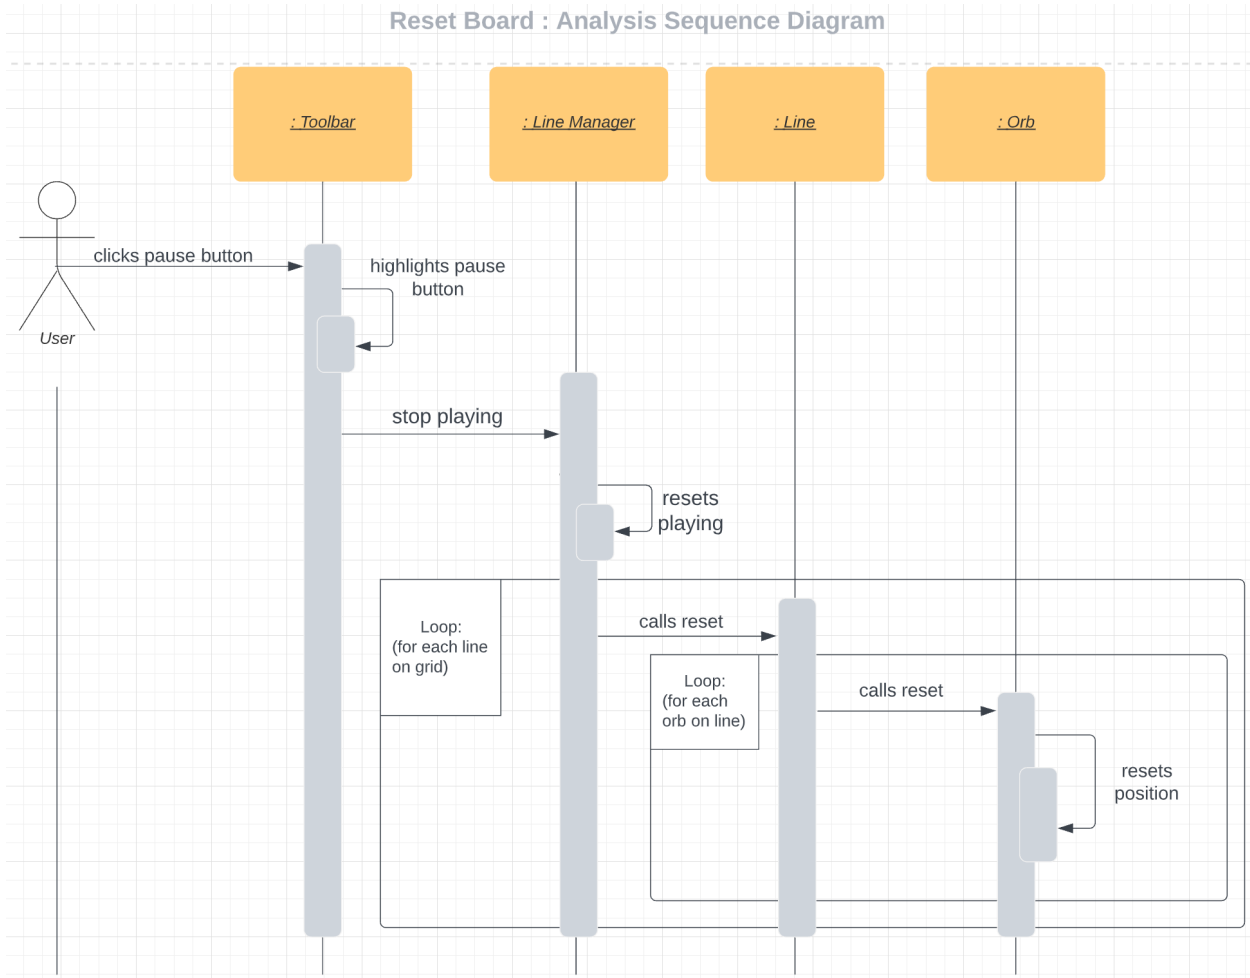 Reset Board : Analysis Sequence Diagram
: Toolbar
: Line Manager
: Line
: Orb
clicks pause button
highlights pause
button
User
stop playing
resets
playing
Loop:
(for each line
on grid)
calls reset
Loop:
(for each
orb on line)
calls reset
resets
position